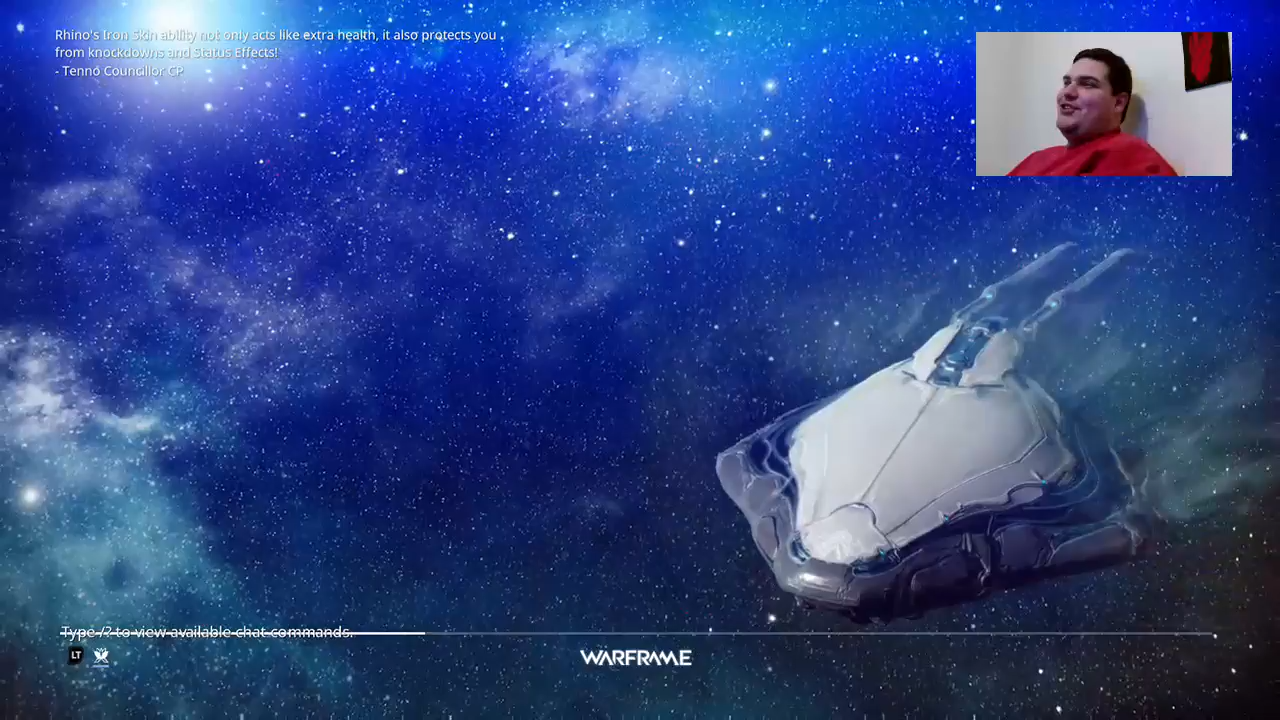 Rhino's Iron Skin ability not only acts like extra health, it also protects you
from knockdowns and Status Effects!
- Tenno Councillor CP
Type /? to view available chat commands.
LT
WARFRAME